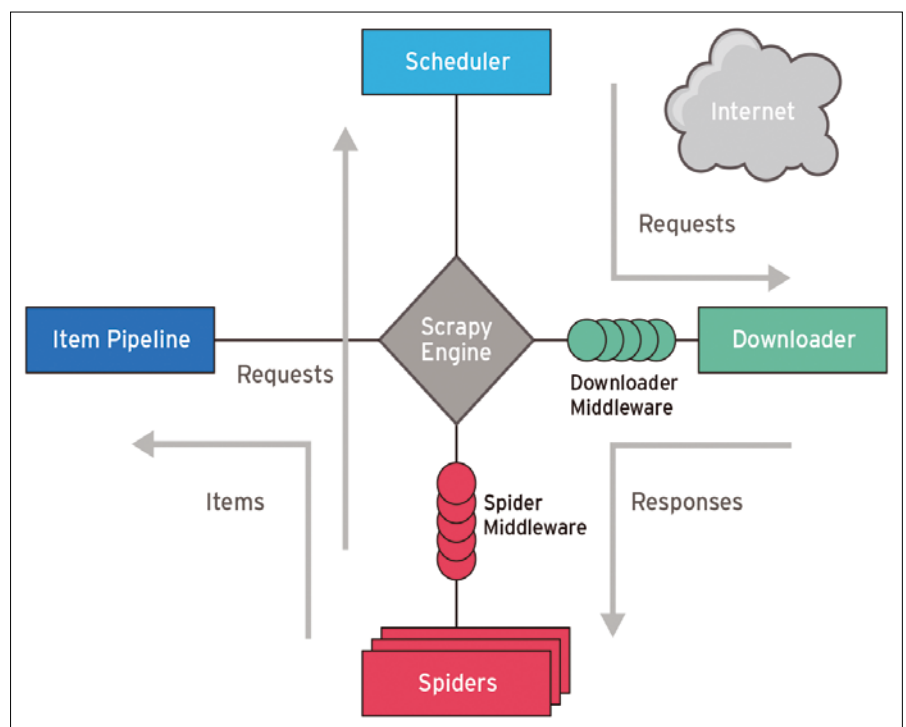 Scheduler
Internet
Requests
Item Pipeline
Scrapy
Engine
Downloader
Requests
Downloader
Middleware
Items
Spider
Middleware
Responses
Spiders